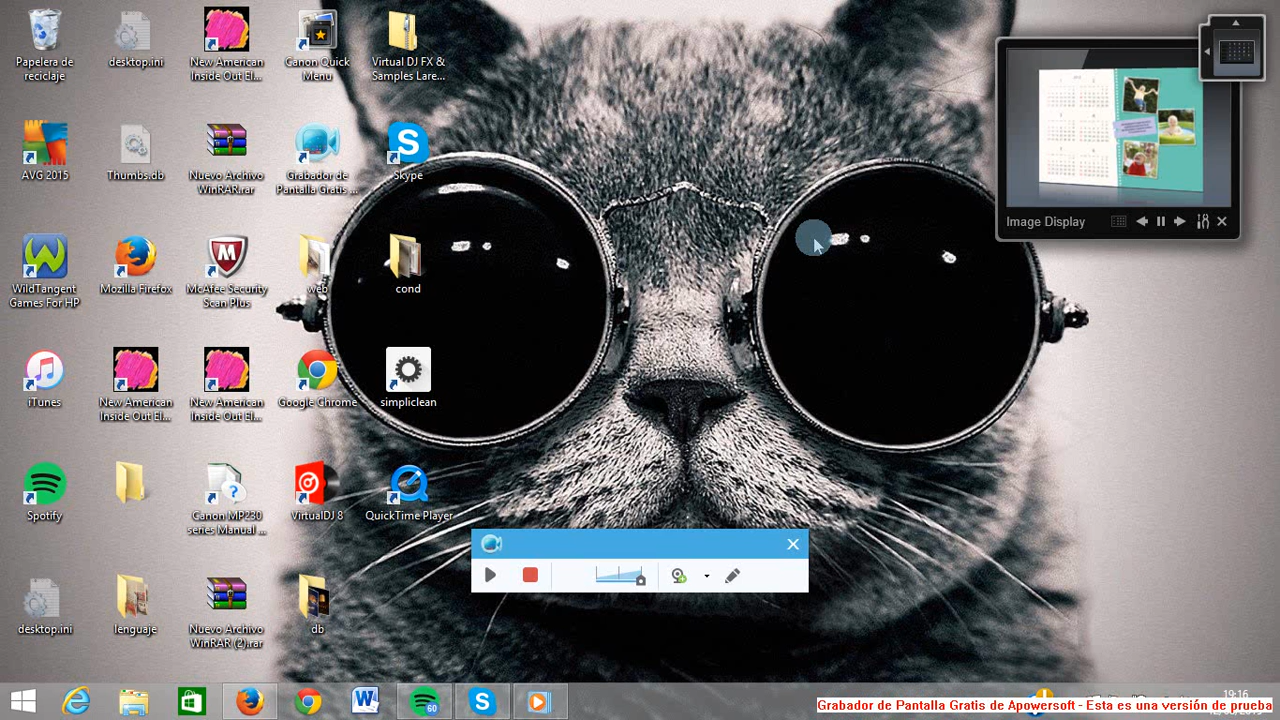 Papelera de
reciclaje
desktop.ini
New American
Inside Out El...
Canon Quick
Menu
Virtual DJ FX &
Samples Lare...
AVG 2015
Thumbs.db
Nuevo Archivo
WinRAR.rar
Grabador de
Pantalla Gratis ...
Skype
WildTangent
Games For HP
Mozilla Firefox
McAfee Security
Scan Plus
web
cond
iTunes
New American
Inside Out El...
New American
Inside Out El...
Google Chrome
simpliclean
Spotify
Canon MP230
series Manual ...
VirtualDJ 8
QuickTime Player
desktop.ini
lenguaje
Nuevo Archivo
WinRAR (2).rar
db
Image Display
60
19:16
Grabador de Pantalla Gratis de Apowersoft - Esta es una versión de prueba